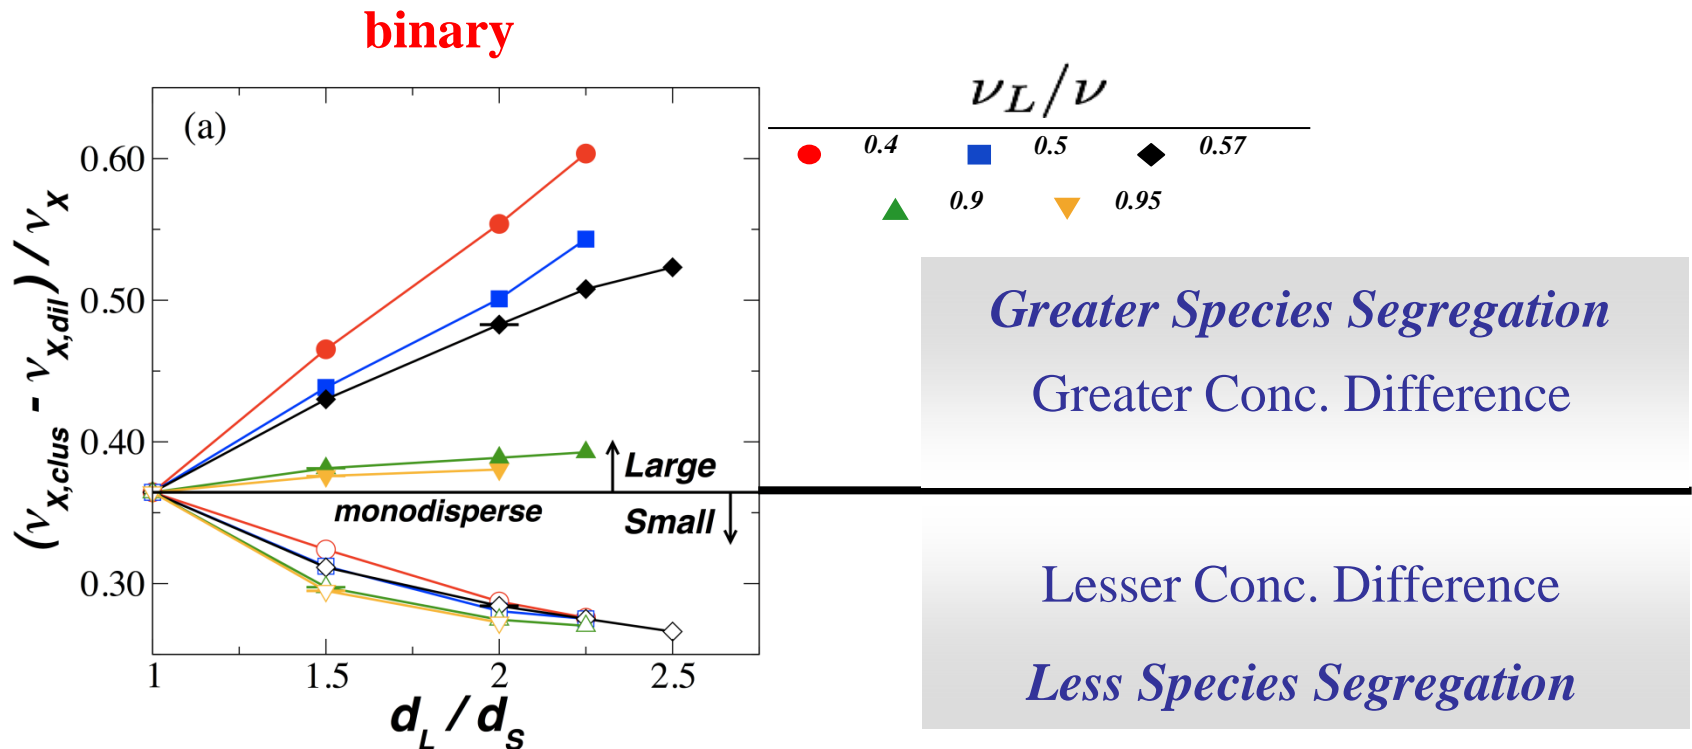 binary
ν_L/ν
0.4 0.5 0.57
0.9 0.95
(a)
0.60
0.50
0.40
0.30
(ν_X,clus - ν_X,dil) / ν_X
Large
monodisperse
Small
1 1.5 2 2.5
d_L / d_S
Greater Species Segregation
Greater Conc. Difference
Lesser Conc. Difference
Less Species Segregation